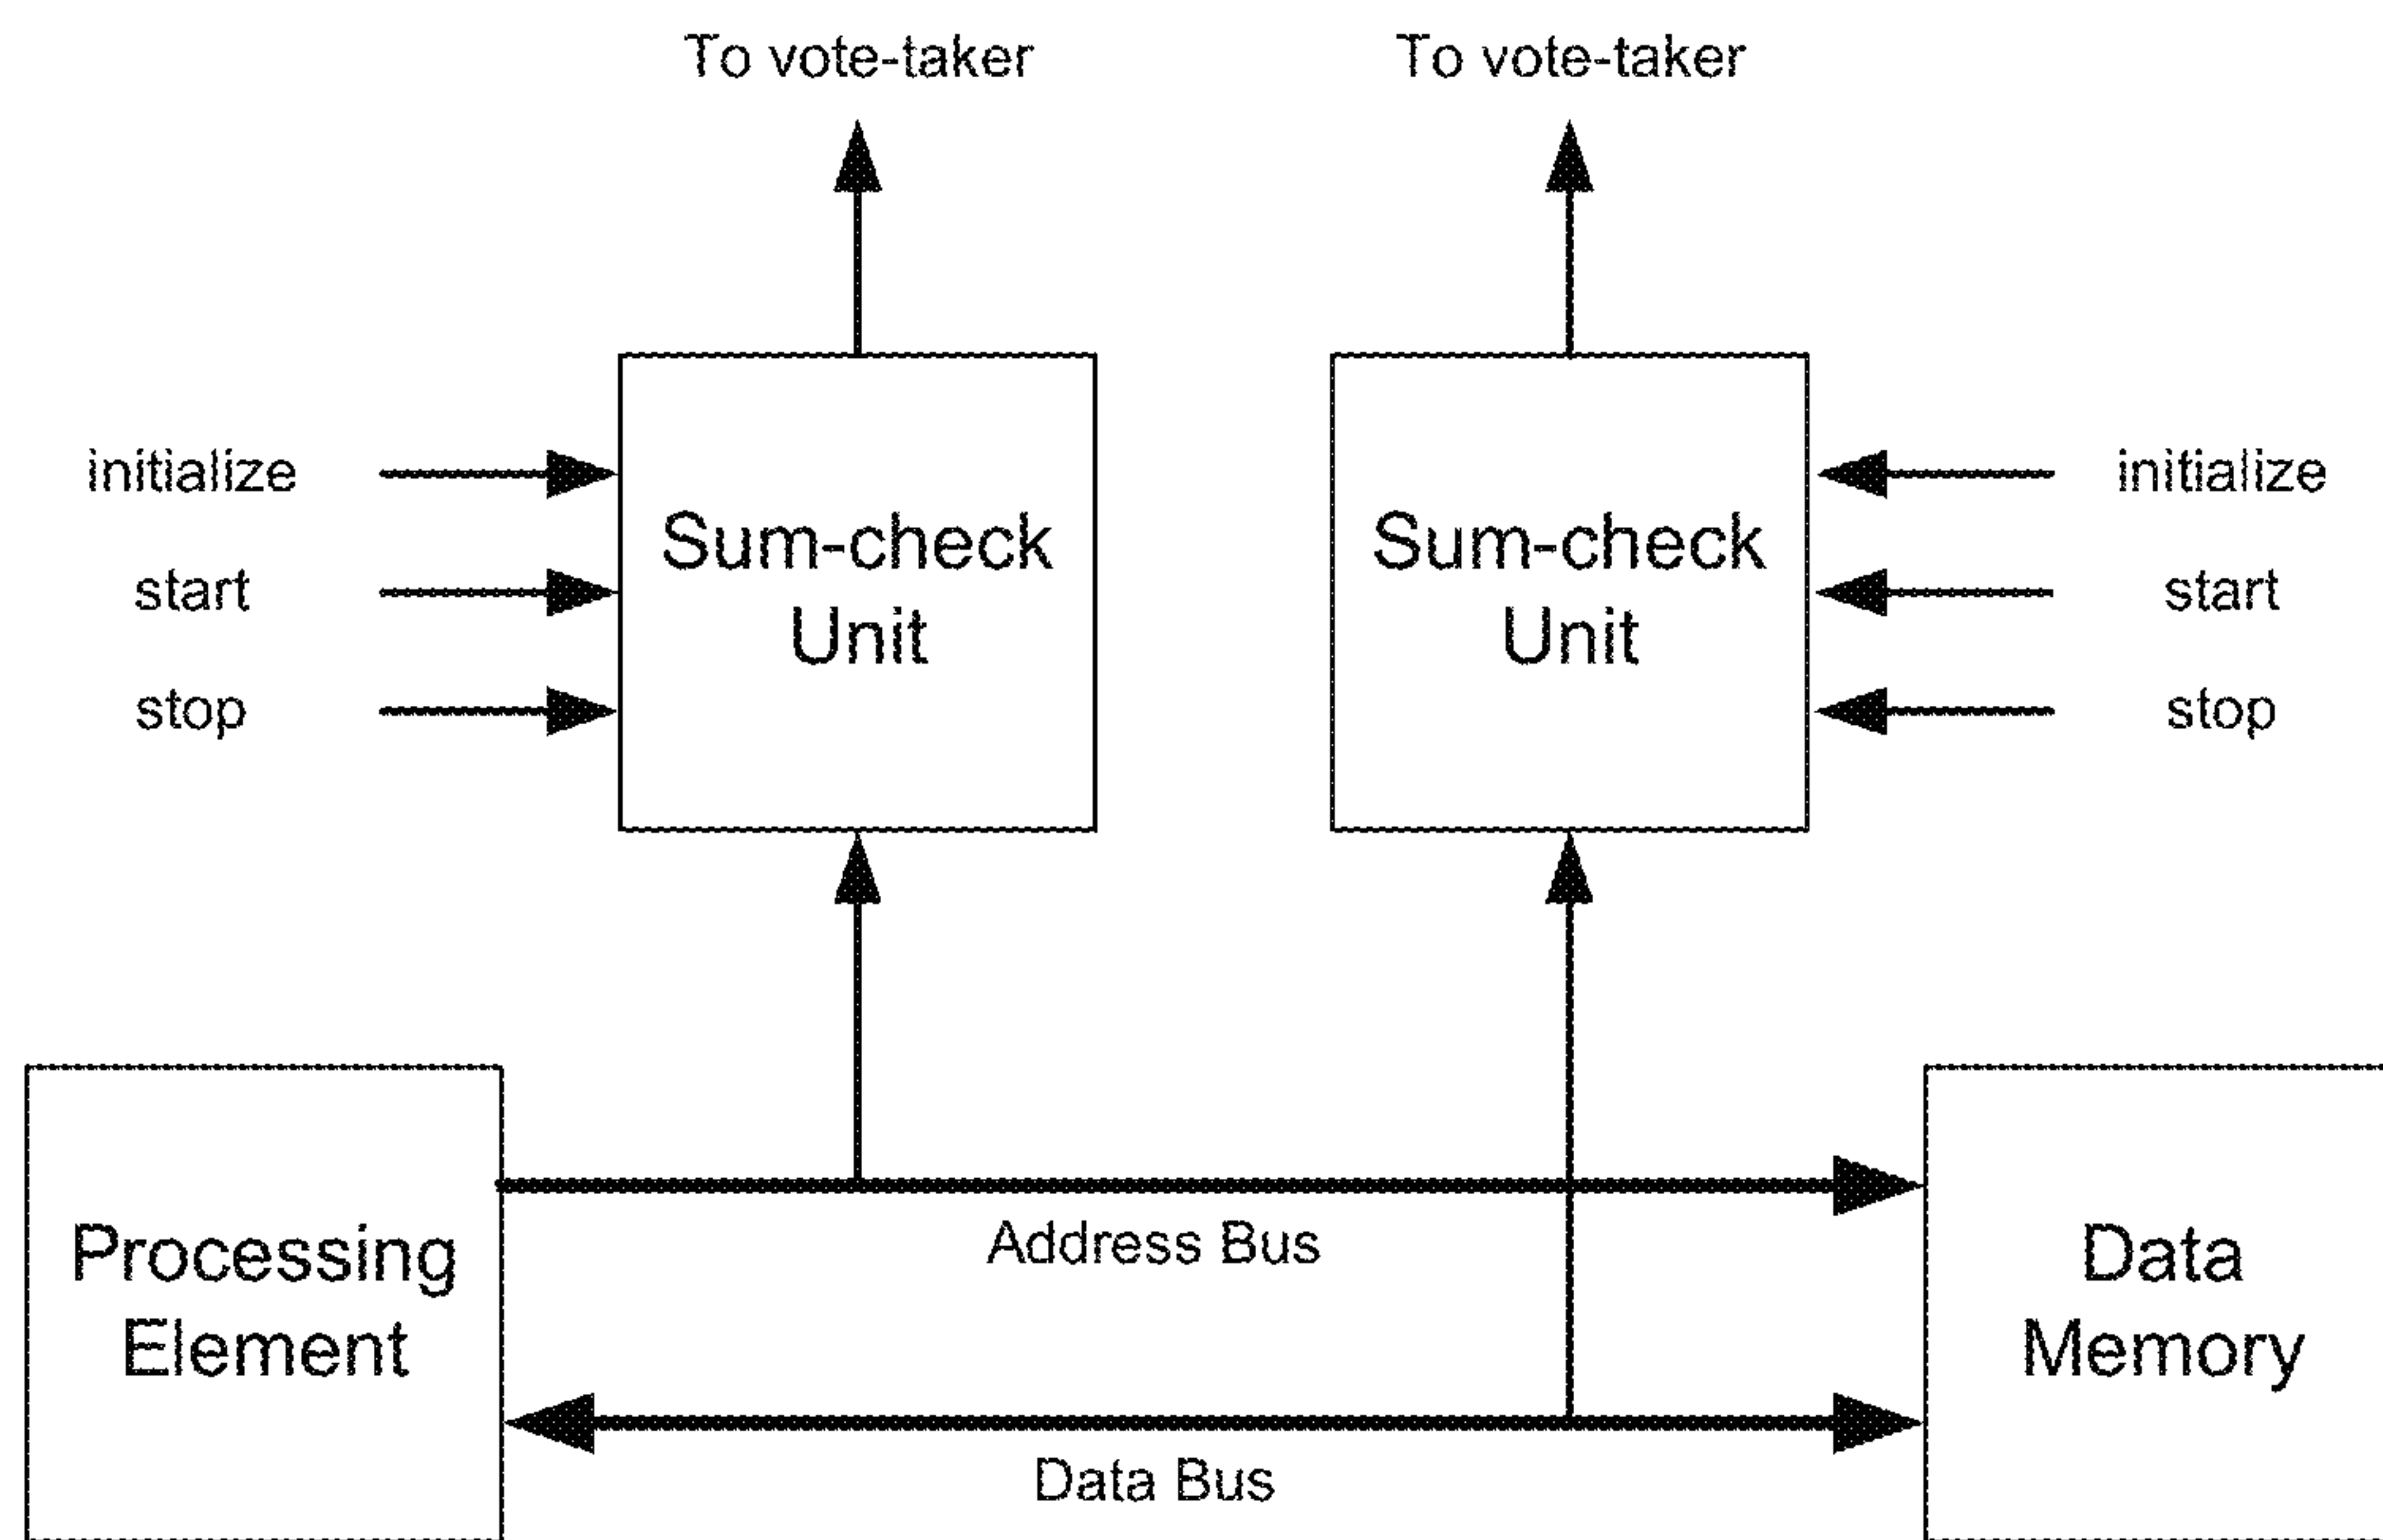 To vote-taker
To vote-taker
initialize
start
stop
Sum-check
Unit
Sum-check
Unit
initialize
start
stop
Processing
Element
Address Bus
Data Bus
Data
Memory